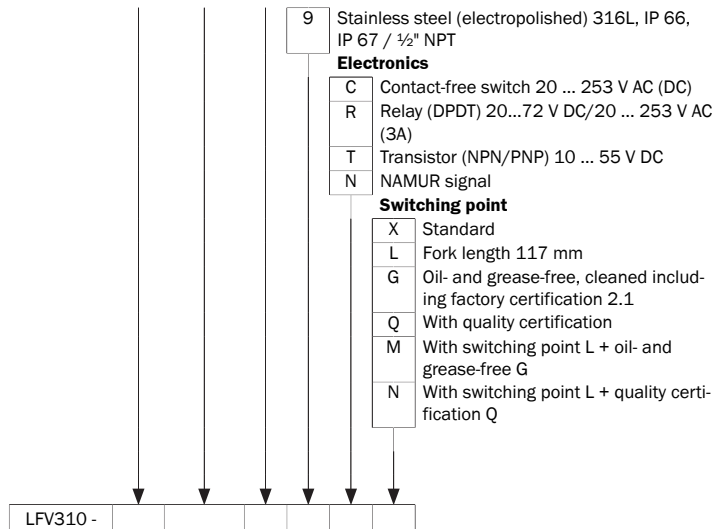 9 Stainless steel (electropolished) 316L, IP 66,
IP 67 / ½" NPT
Electronics
C Contact-free switch 20 ... 253 V AC (DC)
R Relay (DPDT) 20...72 V DC/20 ... 253 V AC
(3A)
T Transistor (NPN/PNP) 10 ... 55 V DC
N NAMUR signal
Switching point
X Standard
L Fork length 117 mm
G Oil- and grease-free, cleaned includ-
ing factory certification 2.1
Q With quality certification
M With switching point L + oil- and
grease-free G
N With switching point L + quality certi-
fication Q
LFV310 -